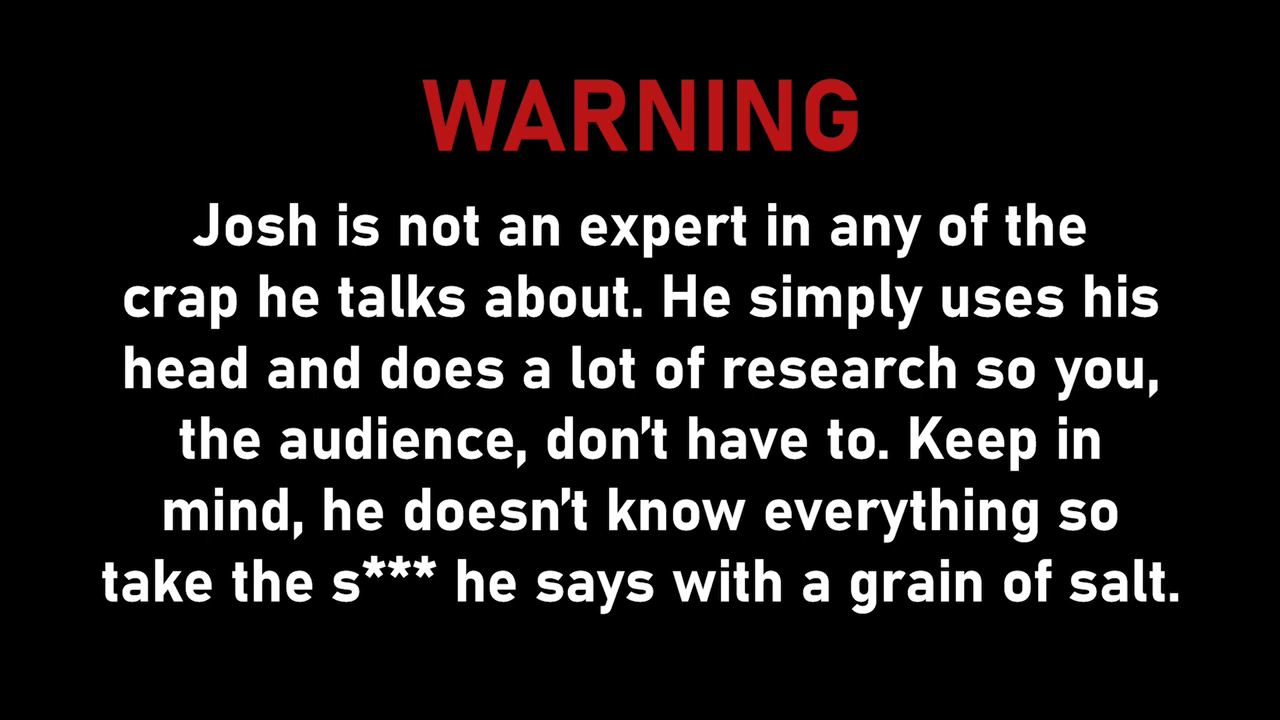 WARNING
Josh is not an expert in any of the
crap he talks about. He simply uses his
head and does a lot of research so you,
the audience, don't have to. Keep in
mind, he doesn't know everything so
take the s*** he says with a grain of salt.